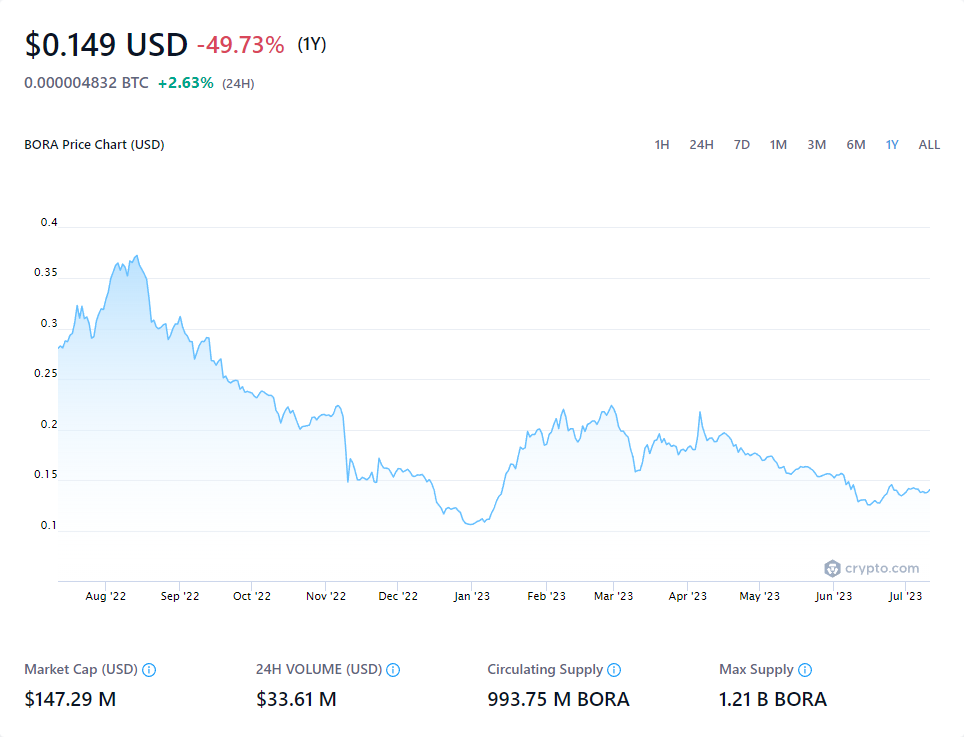 $0.149 USD -49.73% (1Y)
0.000004832 BTC +2.63% (24H)
BORA Price Chart (USD)
1H 24H 7D 1M 3M 6M 1Y ALL
0.4
0.35
0.3
0.25
0.2
0.15
0.1
crypto.com
Aug '22 Sep '22 Oct '22 Nov '22 Dec '22 Jan '23 Feb '23 Mar '23 Apr '23 May '23 Jun '23 Jul '23
Market Cap (USD) 24H VOLUME (USD) Circulating Supply Max Supply
$147.29 M $33.61 M 993.75 M BORA 1.21 B BORA